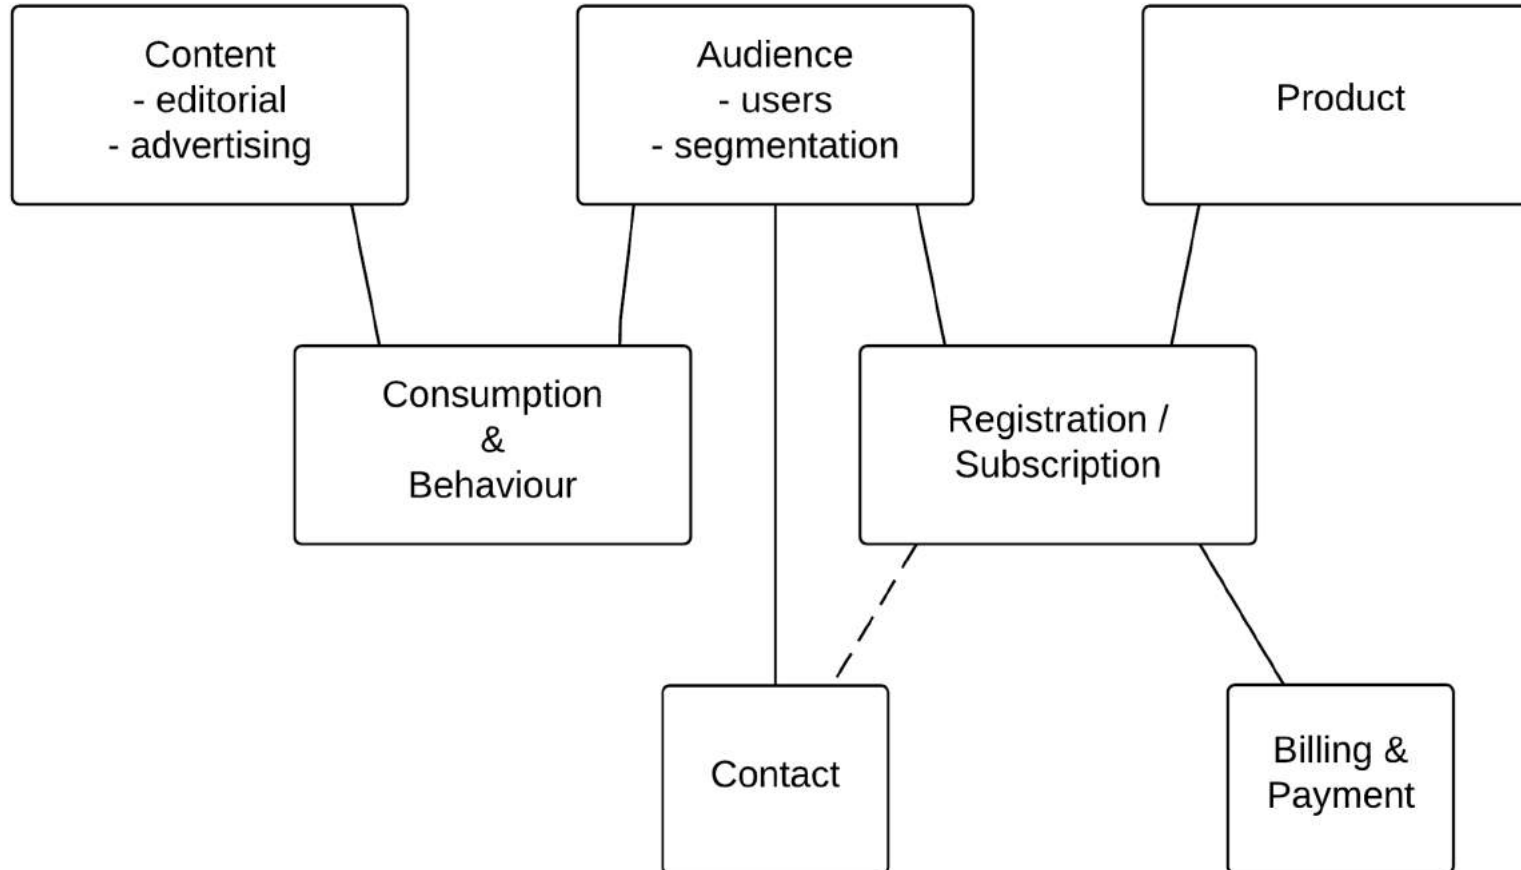 Content
- editorial
- advertising
Audience
- users
- segmentation
Product
Consumption
&
Behaviour
Registration /
Subscription
Contact
Billing &
Payment